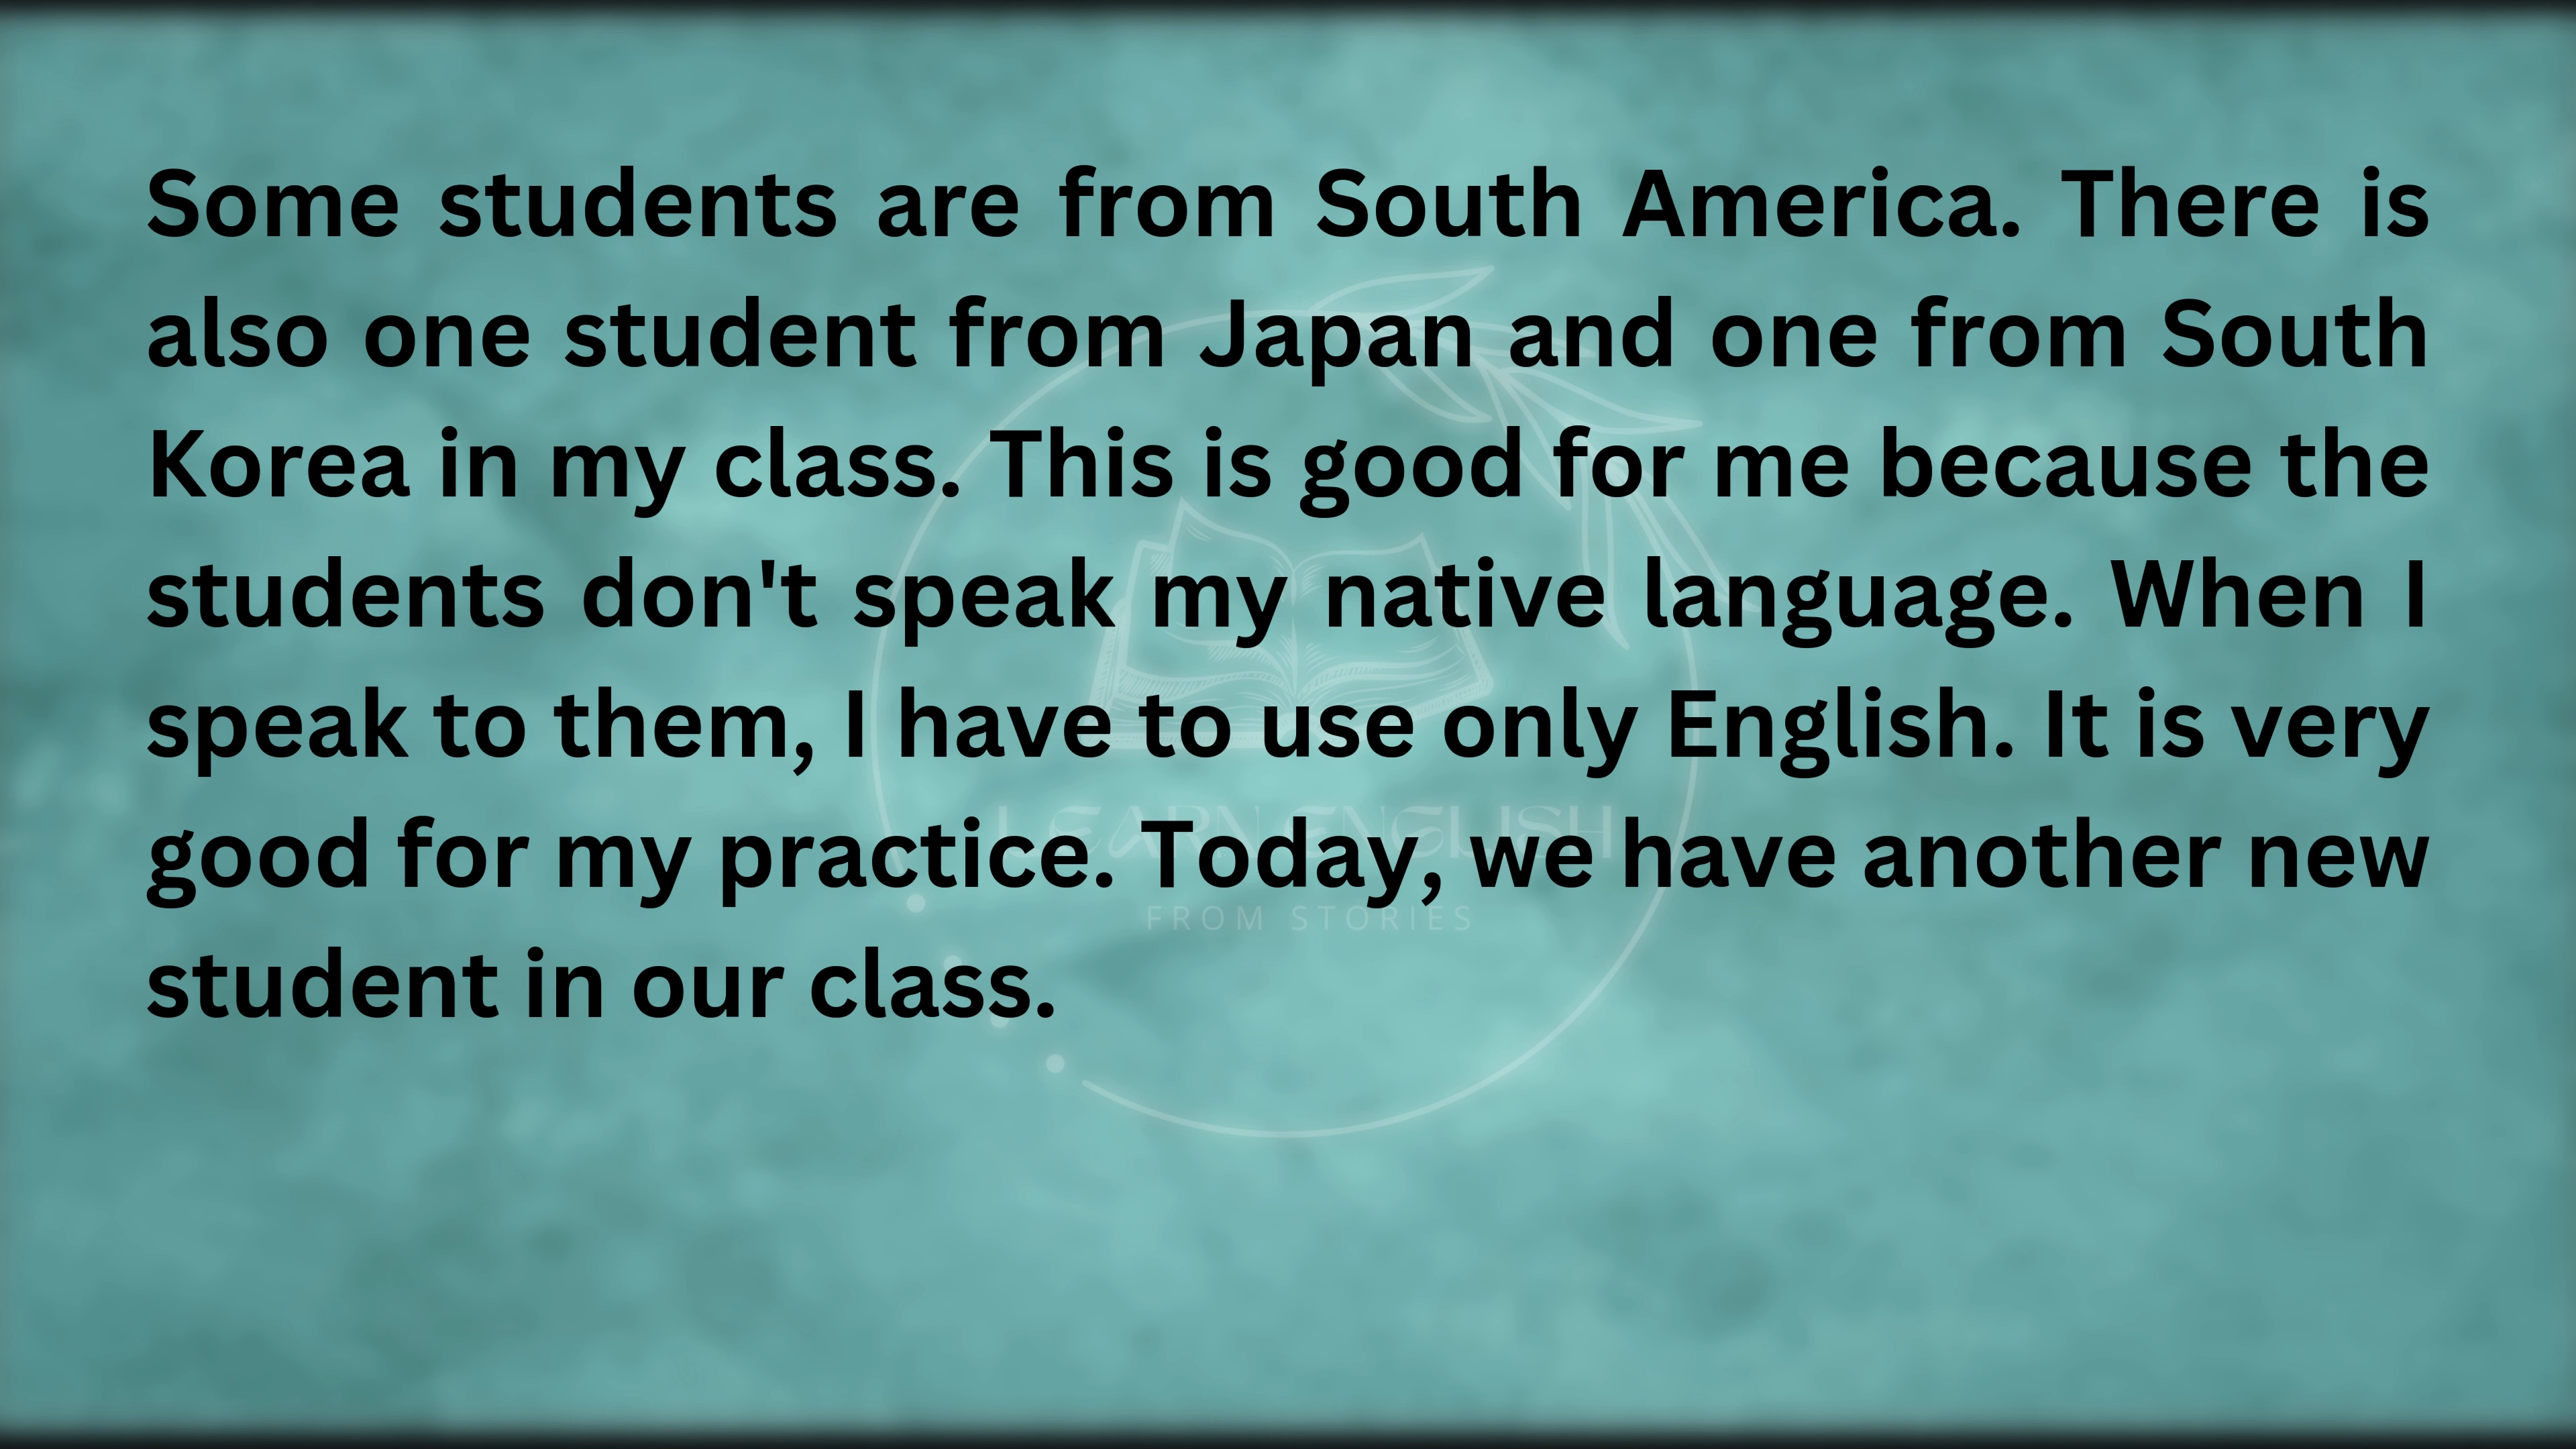 Some students are from South America. There is
also one student from Japan and one from South
Korea in my class. This is good for me because the
students don't speak my native language. When I
speak to them, I have to use only English. It is very
good for my practice. Today, we have another new
student in our class.
LEARN ENGLISH
FROM STORIES